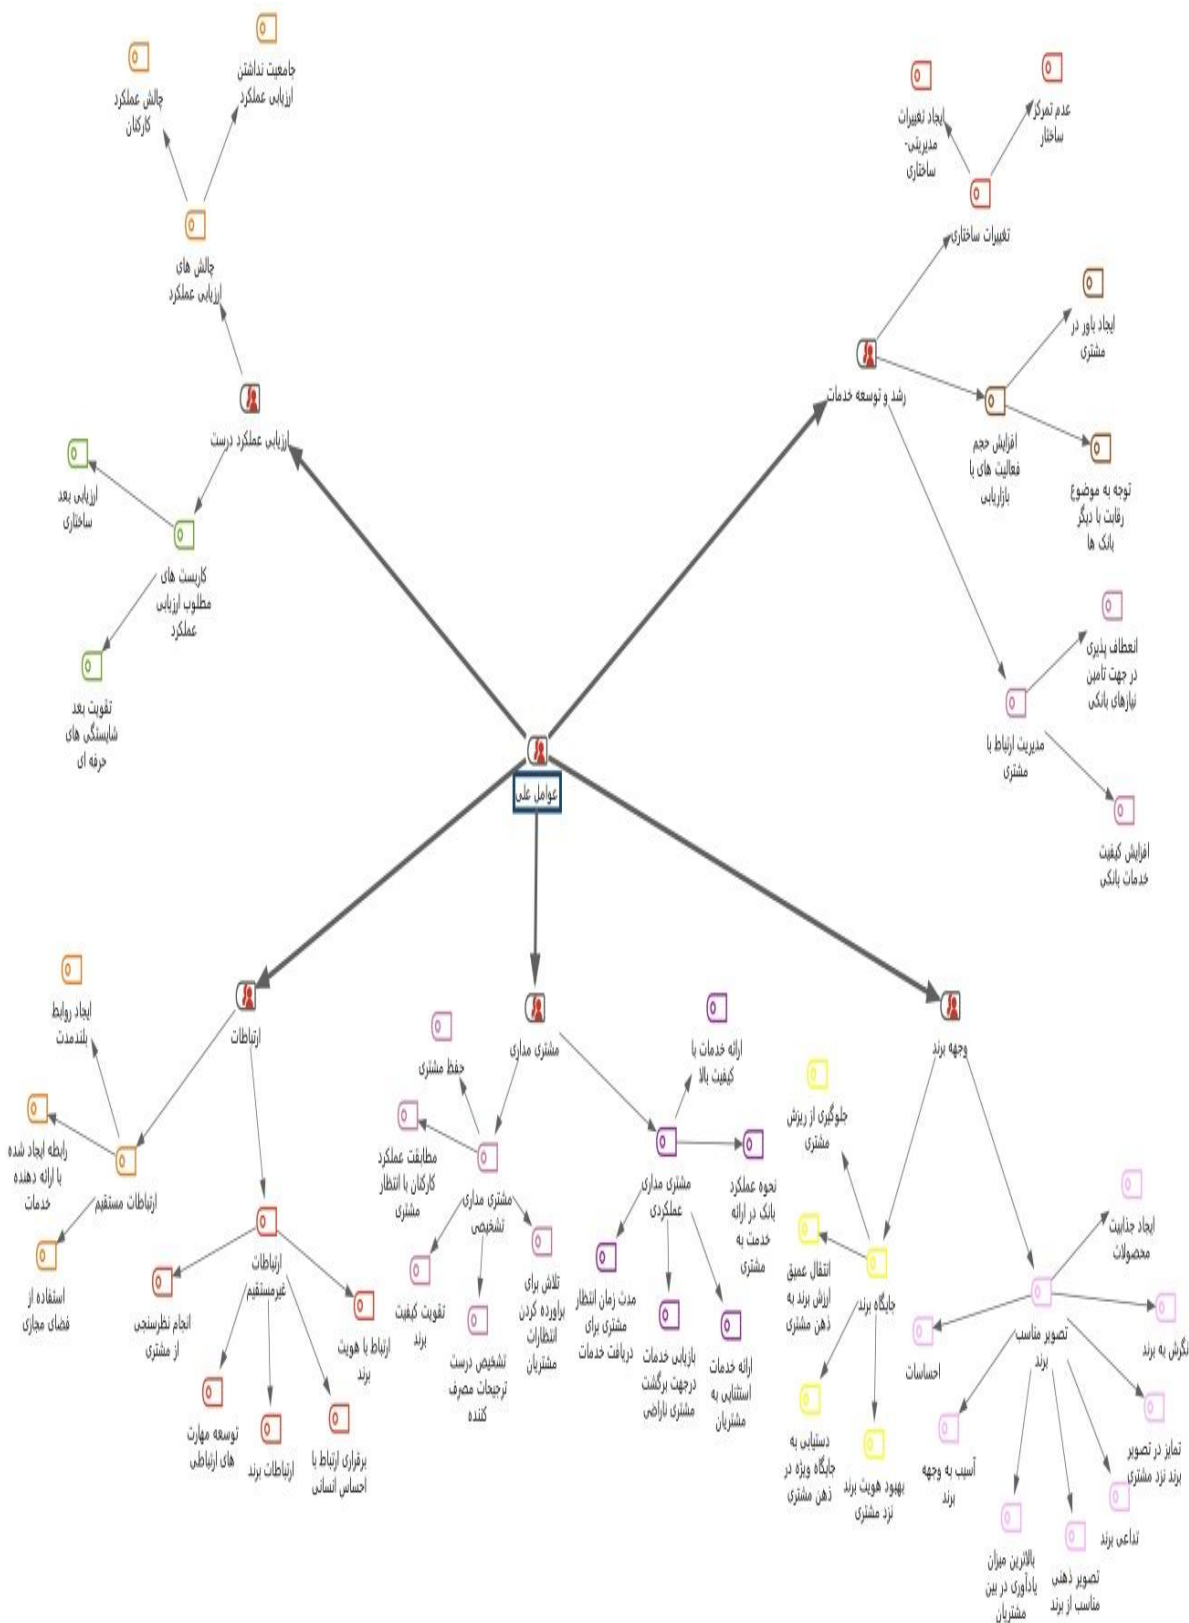 جامعیت نداشتن
ارزیابی عملکرد
چالش عملکرد
کارکنان
عدم تمرکز
ساختار
ایجاد تغییرات
مدیریتی-
ساختاری
تغییرات ساختاری
چالش های
ارزیابی عملکرد
ایجاد باور در
مشتری
رشد و توسعه خدمات
ارزیابی عملکرد درست
افزایش حجم
فعالیت های با
بازاریابی
توجه به موضوع
رقابت با دیگر
بانک ها
ارزیابی بعد
ساختاری
کاربست های
مطلوب ارزیابی
عملکرد
انعطاف پذیری
در جهت تامین
نیازهای بانکی
تقویت بعد
شایستگی های
حرفه ای
مدیریت ارتباط با
مشتری
عوامل علی
افزایش کیفیت
خدمات بانکی
وجهه برند
مشتری مداری
ارتباطات
ایجاد روابط
بلندمدت
حفظ مشتری
ارائه خدمات با
کیفیت بالا
جلوگیری از ریزش
مشتری
رابطه ایجاد شده
با ارائه دهنده
خدمات
ارتباطات مستقیم
مطابقت عملکرد
کارکنان با انتظار
مشتری
مشتری مداری
تشخیصی
مشتری مداری
عملکردی
نحوه عملکرد
بانک در ارائه
خدمت به
مشتری
ایجاد جذابیت
محصولات
استفاده از
فضای مجازی
ارتباطات
غیرمستقیم
انجام نظرسنجی
از مشتری
ارتباط با هویت
برند
تقویت کیفیت
برند
تلاش برای
براورده کردن
انتظارات
مشتریان
مدت زمان انتظار
مشتری برای
دریافت خدمات
انتقال عمیق
ارزش برند به
ذهن مشتری
جایگاه برند
تصویر مناسب
برند
نگرش به برند
احساسات
تشخیص درست
ترجیحات مصرف
کننده
بازیابی خدمات
درجهت برگشت
مشتری ناراضی
ارائه خدمات
استثنایی به
مشتریان
توسعه مهارت
های ارتباطی
ارتباطات برند
برقراری ارتباط با
احساس انسانی
دستیابی به
جایگاه ویژه در
ذهن مشتری
بهبود هویت برند
نزد مشتری
آسیب به وجهه
برند
تمایز در تصویر
برند نزد مشتری
تداعی برند
بالاترین میزان
یادآوری در بین
مشتریان
تصویر ذهنی
مناسب از برند